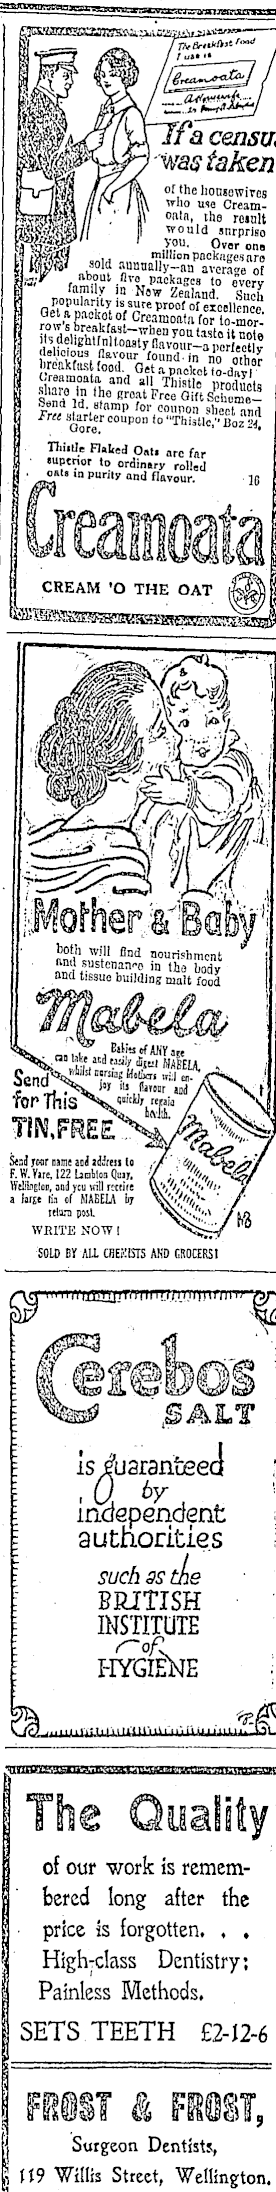 The Breakfast Food
I use is
Creamoata
If a censu
was taken
of the housewives
who use Cream-
oata, the result
would surprise
you. Over one
million packages are
sold annually—an average of
about five packages to every
family in New Zealand. Such
popularity is sure proof of excellence.
Get a packet of Creamoata for to-mor-
row's breakfast—when you taste it note
its delightful toasty flavour—a perfectly
delicious flavour found in no other
breakfast food. Get a packet to-day!
Creamoata and all Thistle products
share in the great Free Gift Scheme—
Send 1d. stamp for coupon sheet and
Free starter coupon to "Thistle," Box 24,
Gore.
Thistle Flaked Oats are far
superior to ordinary rolled
oats in purity and flavour. 16
Creamoata
CREAM 'O THE OAT
Mother & Baby
both will find nourishment
and sustenance in the body
and tissue building malt food
Mabela
Babies of ANY age
can take and easily digest MABELA,
whilst nursing Mothers will en-
joy its flavour and
quickly regain
health.
Send
for This
TIN, FREE
Mabela
Send your name and address to
F. W. Vare, 122 Lambton Quay,
Wellington, and you will receive
a large tin of MABELA by
return post.
WRITE NOW!
M8
SOLD BY ALL CHEMISTS AND GROCERS!
Cerebos
SALT
is guaranteed
by
independent
authorities
such as the
BRITISH
INSTITUTE
of
HYGIENE
The Quality
of our work is remem-
bered long after the
price is forgotten. . .
High-class Dentistry;
Painless Methods.
SETS TEETH £2-12-6
FROST & FROST,
Surgeon Dentists,
119 Willis Street, Wellington.